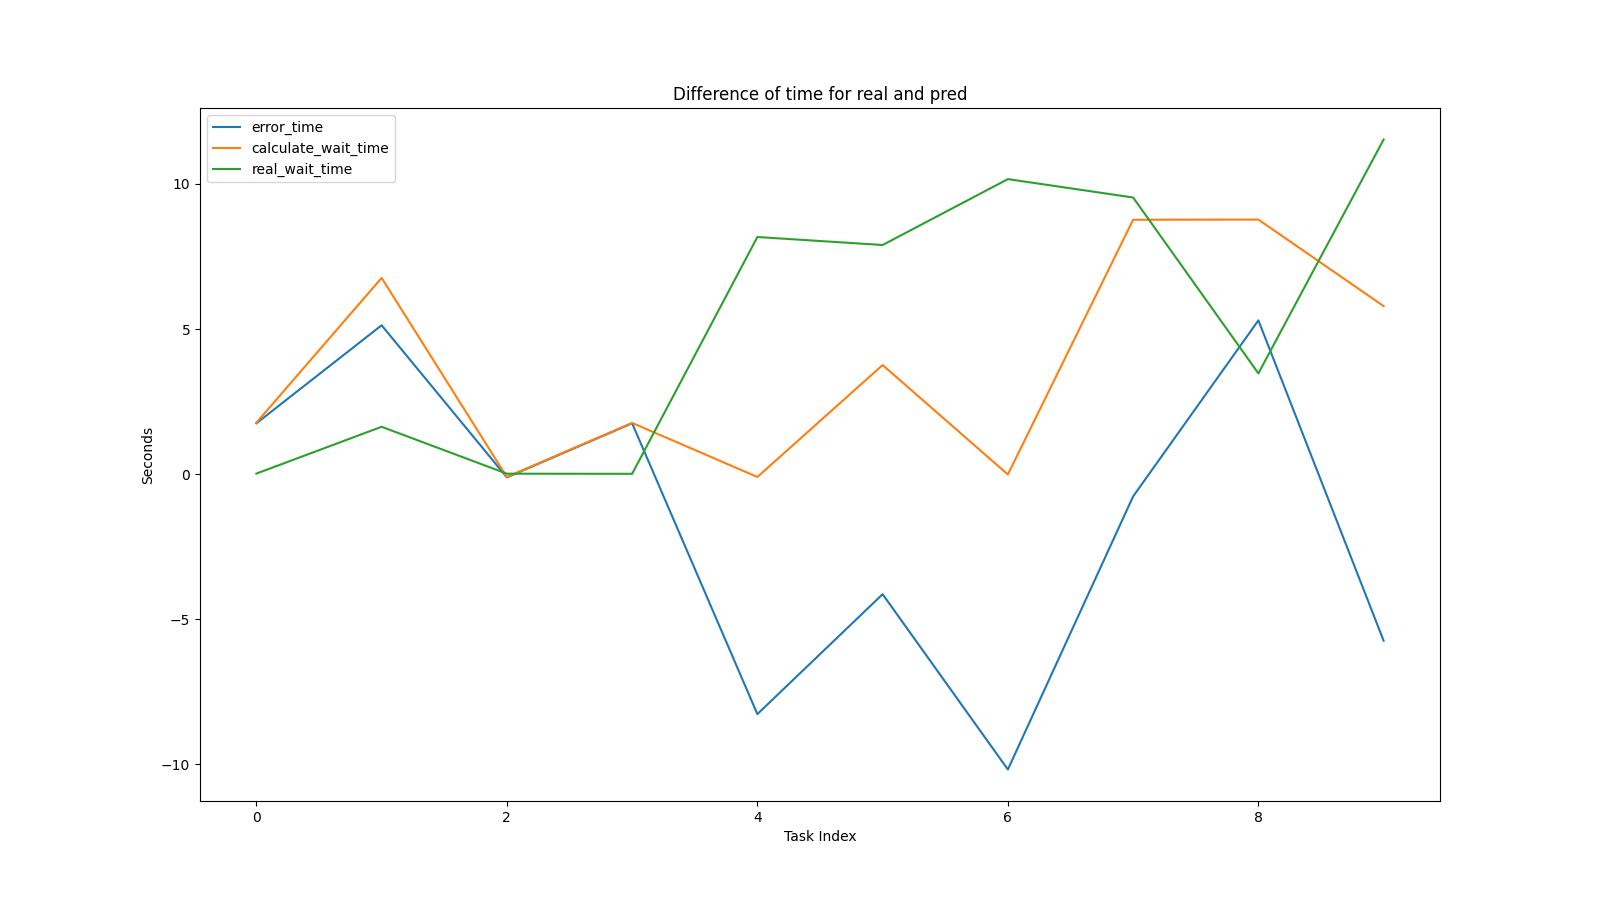 Difference of time for real and pred
error_time
calculate_wait_time
real_wait_time
10
5
0
−5
−10
Seconds
0 2 4 6 8
Task Index